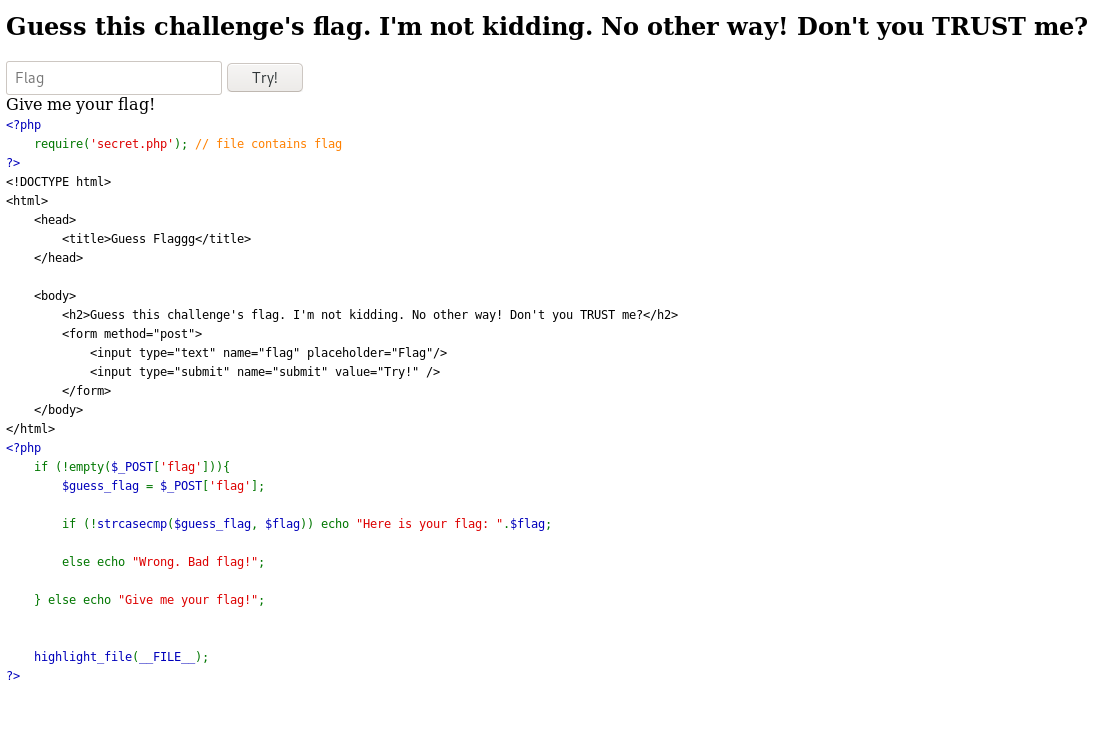 Guess this challenge's flag. I'm not kidding. No other way! Don't you TRUST me?
Flag Try!
Give me your flag!
<?php
    require('secret.php'); // file contains flag
?>
<!DOCTYPE html>
<html>
    <head>
        <title>Guess Flaggg</title>
    </head>

    <body>
        <h2>Guess this challenge's flag. I'm not kidding. No other way! Don't you TRUST me?</h2>
        <form method="post">
            <input type="text" name="flag" placeholder="Flag"/>
            <input type="submit" name="submit" value="Try!" />
        </form>
    </body>
</html>
<?php
    if (!empty($_POST['flag'])){
        $guess_flag = $_POST['flag'];

        if (!strcasecmp($guess_flag, $flag)) echo "Here is your flag: ".$flag;

        else echo "Wrong. Bad flag!";

    } else echo "Give me your flag!";


    highlight_file(__FILE__);
?>